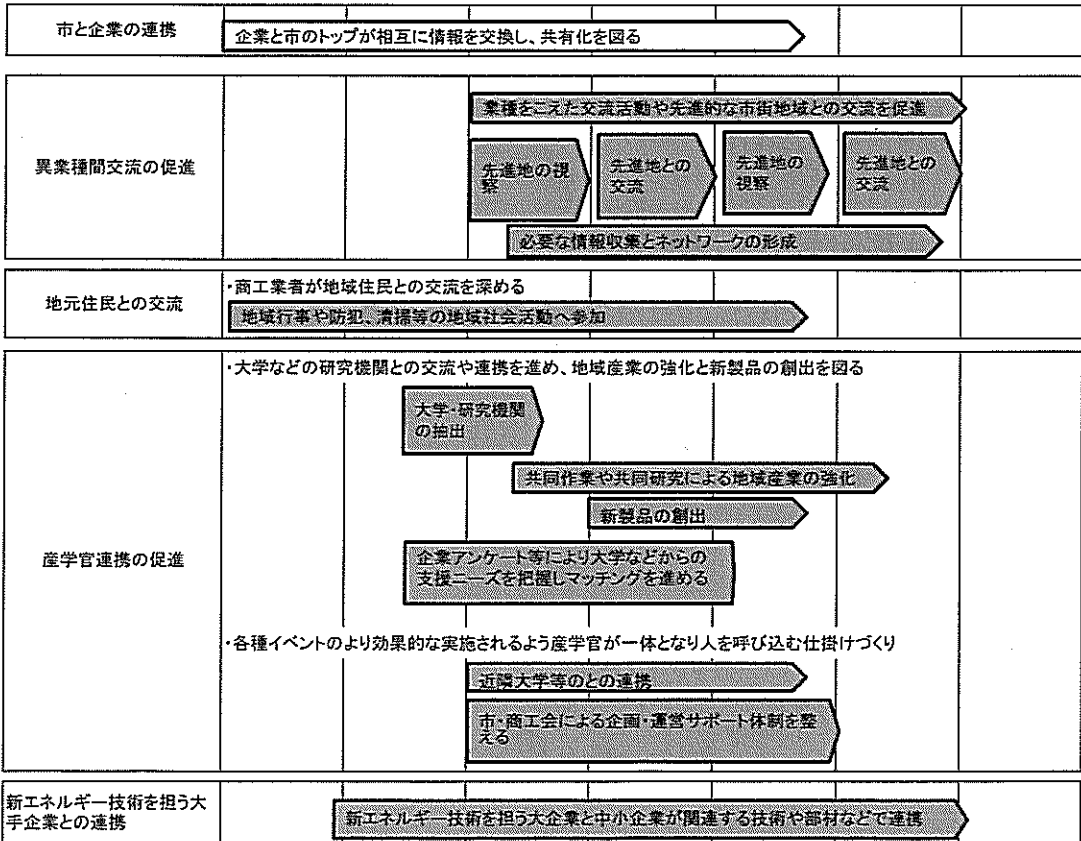 市と企業の連携
企業と市のトップが相互に情報を交換し、共有化を図る
異業種間交流の促進
業種をこえた交流活動や先進的な市街地域との交流を促進
先進地の視
察
先進地との
交流
先進地の
視察
先進地との
交流
必要な情報収集とネットワークの形成
地元住民との交流
・商工業者が地域住民との交流を深める
地域行事や防犯、清掃等の地域社会活動へ参加
産学官連携の促進
・大学などの研究機関との交流や連携を進め、地域産業の強化と新製品の創出を図る
大学・研究機関
の抽出
共同作業や共同研究による地域産業の強化
新製品の創出
企業アンケート等により大学などからの
支援ニーズを把握しマッチングを進める
・各種イベントのより効果的な実施されるよう産学官が一体となり人を呼び込む仕掛けづくり
近隣大学等のとの連携
市・商工会による企画・運営サポート体制を整
える
新エネルギー技術を担う大
手企業との連携
新エネルギー技術を担う大企業と中小企業が関連する技術や部材などで連携